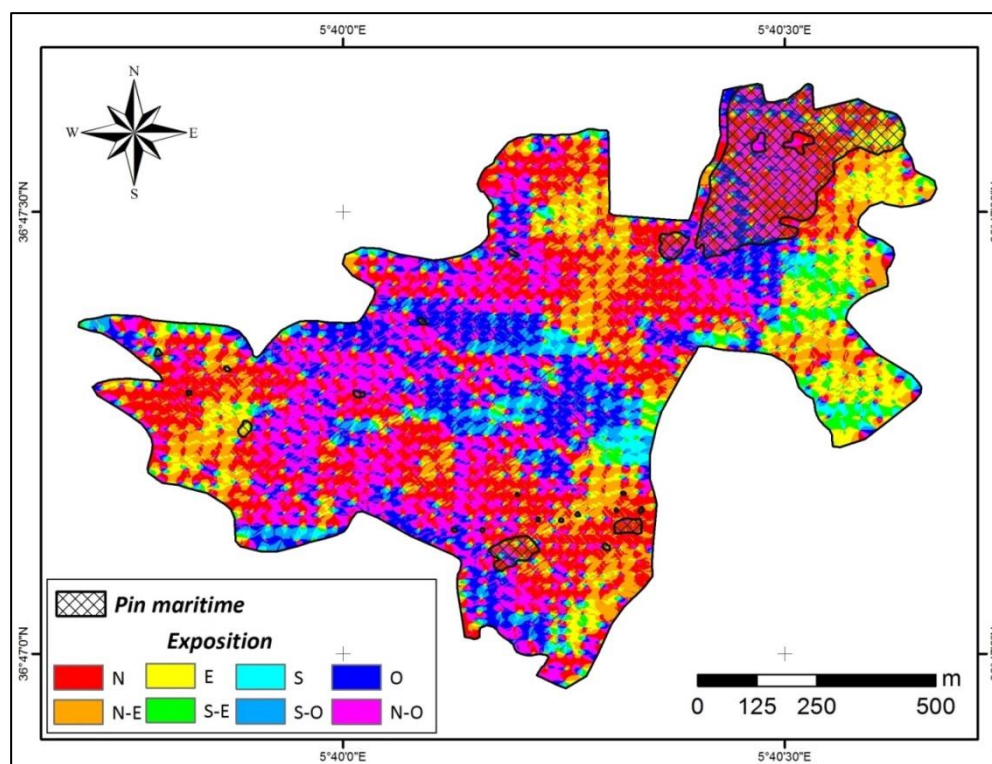 5°40'0"E 5°40'30"E
N
W E
S
36°47'30"N
36°47'0"N
Pin maritime
Exposition
N E S O
N-E S-E S-O N-O
m
0 125 250 500
5°40'0"E 5°40'30"E